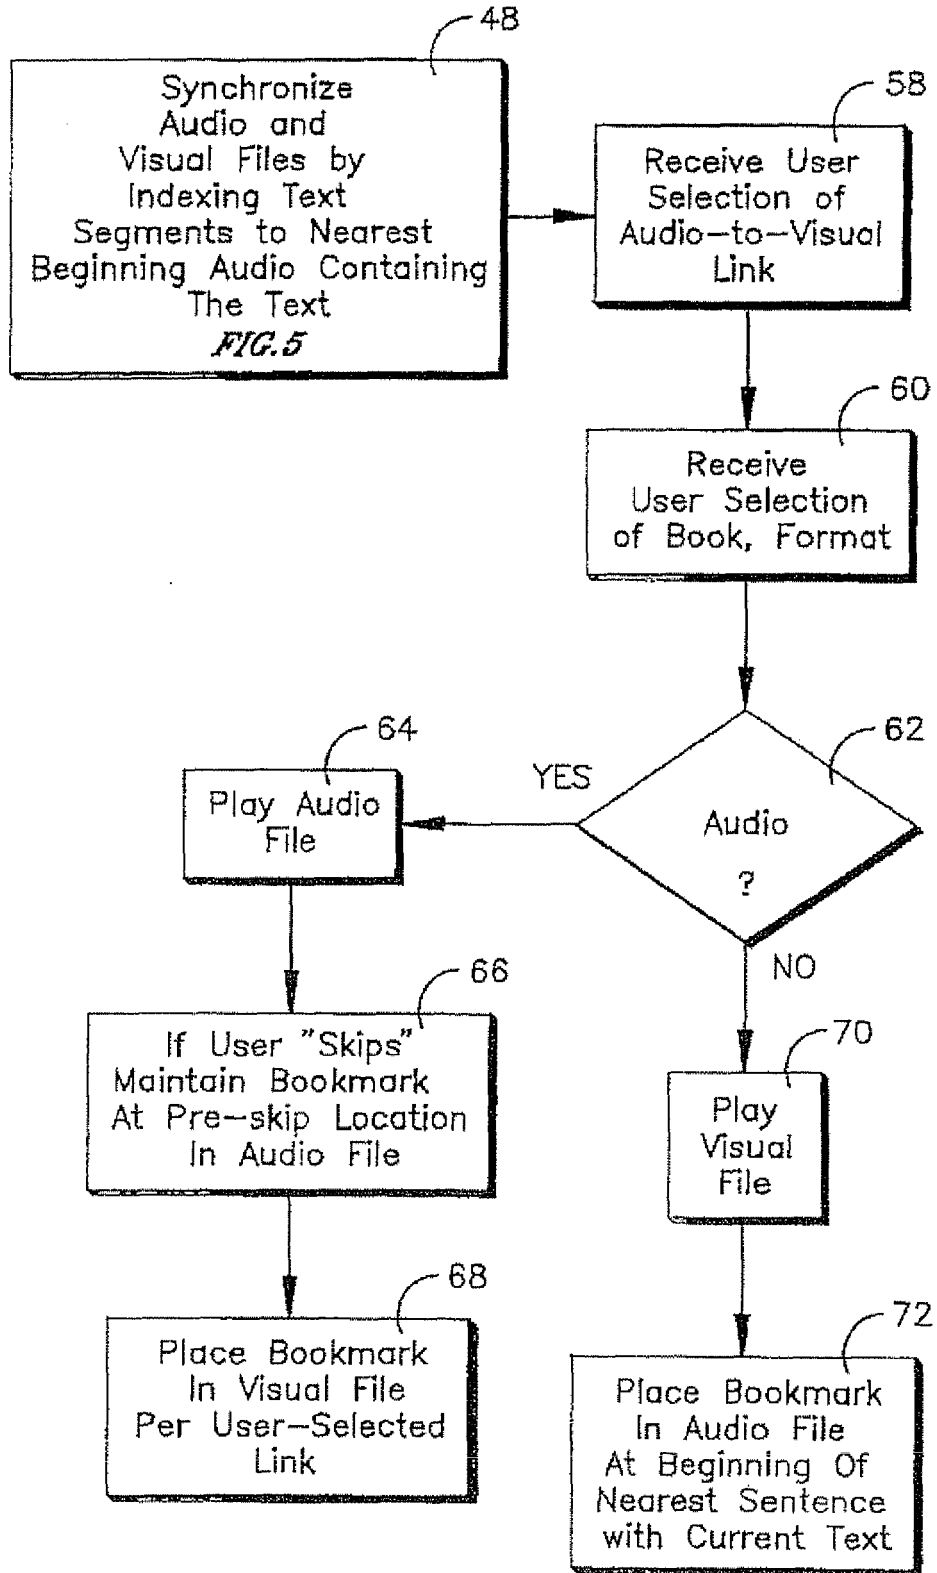 48
Synchronize
Audio and
Visual Files by
Indexing Text
Segments to Nearest
Beginning Audio Containing
The Text
FIG.5
58
Receive User
Selection of
Audio-to-Visual
Link
60
Receive
User Selection
of Book, Format
62
Audio
?
YES
NO
64
Play Audio
File
66
If User "Skips"
Maintain Bookmark
At Pre-skip Location
In Audio File
68
Place Bookmark
In Visual File
Per User-Selected
Link
70
Play
Visual
File
72
Place Bookmark
In Audio File
At Beginning Of
Nearest Sentence
with Current Text